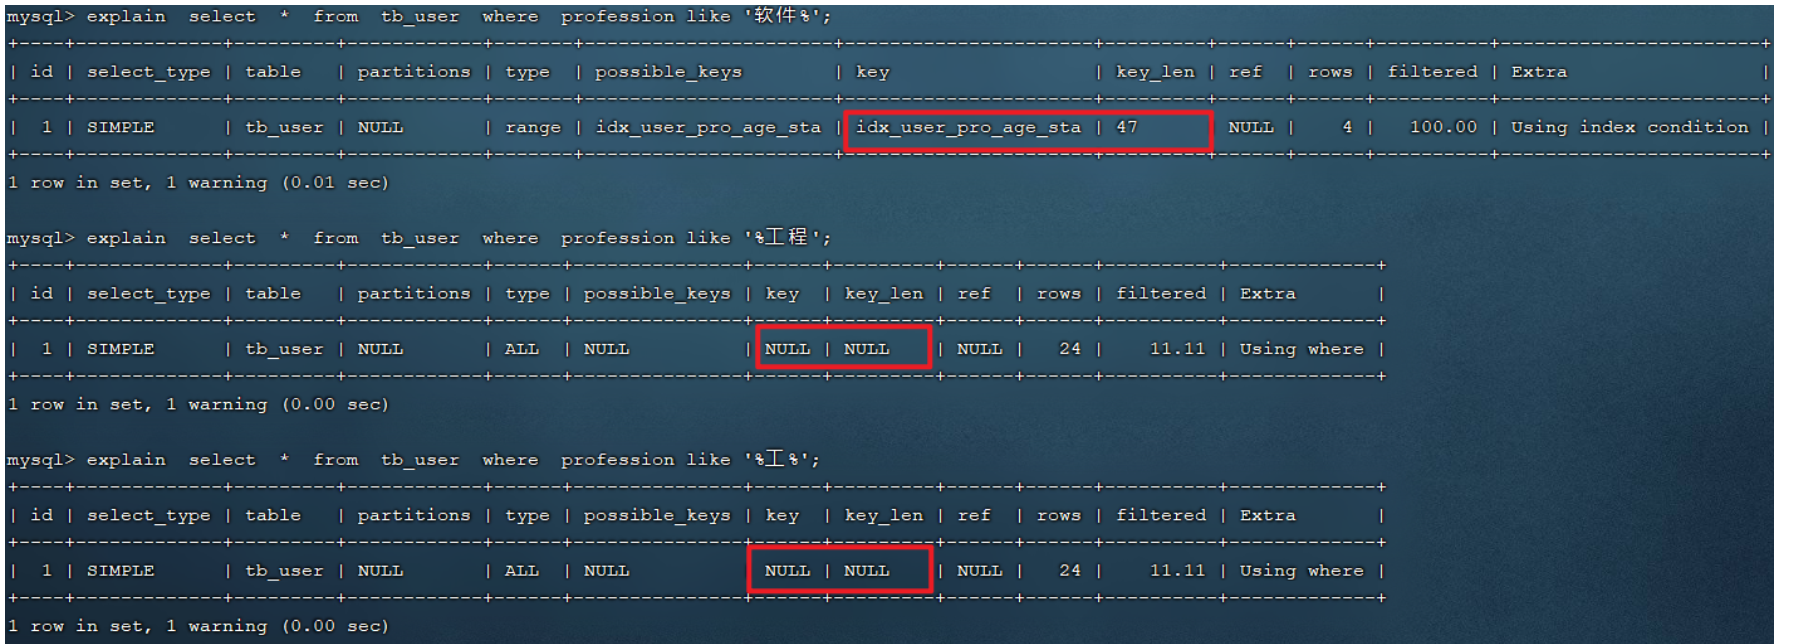 mysql> explain  select  *  from  tb_user  where  profession like '软件%';
+----+-------------+---------+------------+-------+----------------------+----------------------+---------+------+------+----------+-----------------------+
| id | select_type | table   | partitions | type  | possible_keys        | key                  | key_len | ref  | rows | filtered | Extra                 |
+----+-------------+---------+------------+-------+----------------------+----------------------+---------+------+------+----------+-----------------------+
|  1 | SIMPLE      | tb_user | NULL       | range | idx_user_pro_age_sta | idx_user_pro_age_sta | 47      | NULL |    4 |   100.00 | Using index condition |
+----+-------------+---------+------------+-------+----------------------+----------------------+---------+------+------+----------+-----------------------+
1 row in set, 1 warning (0.01 sec)
mysql> explain  select  *  from  tb_user  where  profession like '%工程';
+----+-------------+---------+------------+------+---------------+------+---------+------+------+----------+-------------+
| id | select_type | table   | partitions | type | possible_keys | key  | key_len | ref  | rows | filtered | Extra       |
+----+-------------+---------+------------+------+---------------+------+---------+------+------+----------+-------------+
|  1 | SIMPLE      | tb_user | NULL       | ALL  | NULL          | NULL | NULL    | NULL |   24 |    11.11 | Using where |
+----+-------------+---------+------------+------+---------------+------+---------+------+------+----------+-------------+
1 row in set, 1 warning (0.00 sec)
mysql> explain  select  *  from  tb_user  where  profession like '%工%';
+----+-------------+---------+------------+------+---------------+------+---------+------+------+----------+-------------+
| id | select_type | table   | partitions | type | possible_keys | key  | key_len | ref  | rows | filtered | Extra       |
+----+-------------+---------+------------+------+---------------+------+---------+------+------+----------+-------------+
|  1 | SIMPLE      | tb_user | NULL       | ALL  | NULL          | NULL | NULL    | NULL |   24 |    11.11 | Using where |
+----+-------------+---------+------------+------+---------------+------+---------+------+------+----------+-------------+
1 row in set, 1 warning (0.00 sec)